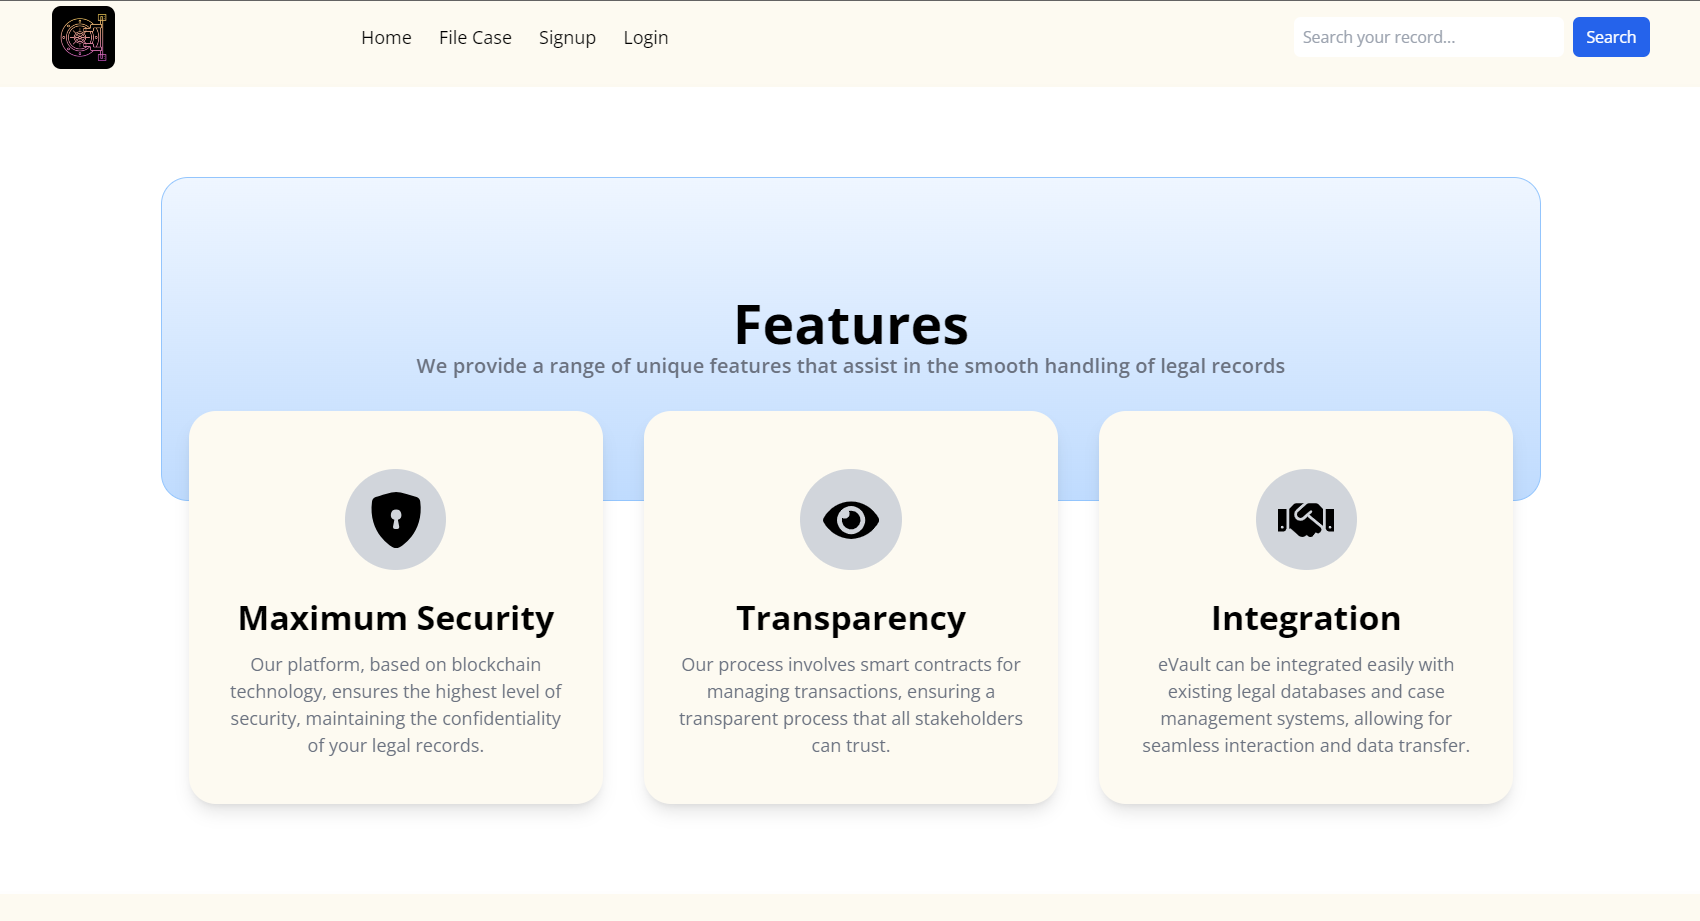 Home File Case Signup Login
Search your record...
Search
Features
We provide a range of unique features that assist in the smooth handling of legal records
Maximum Security
Our platform, based on blockchain
technology, ensures the highest level of
security, maintaining the confidentiality
of your legal records.
Transparency
Our process involves smart contracts for
managing transactions, ensuring a
transparent process that all stakeholders
can trust.
Integration
eVault can be integrated easily with
existing legal databases and case
management systems, allowing for
seamless interaction and data transfer.